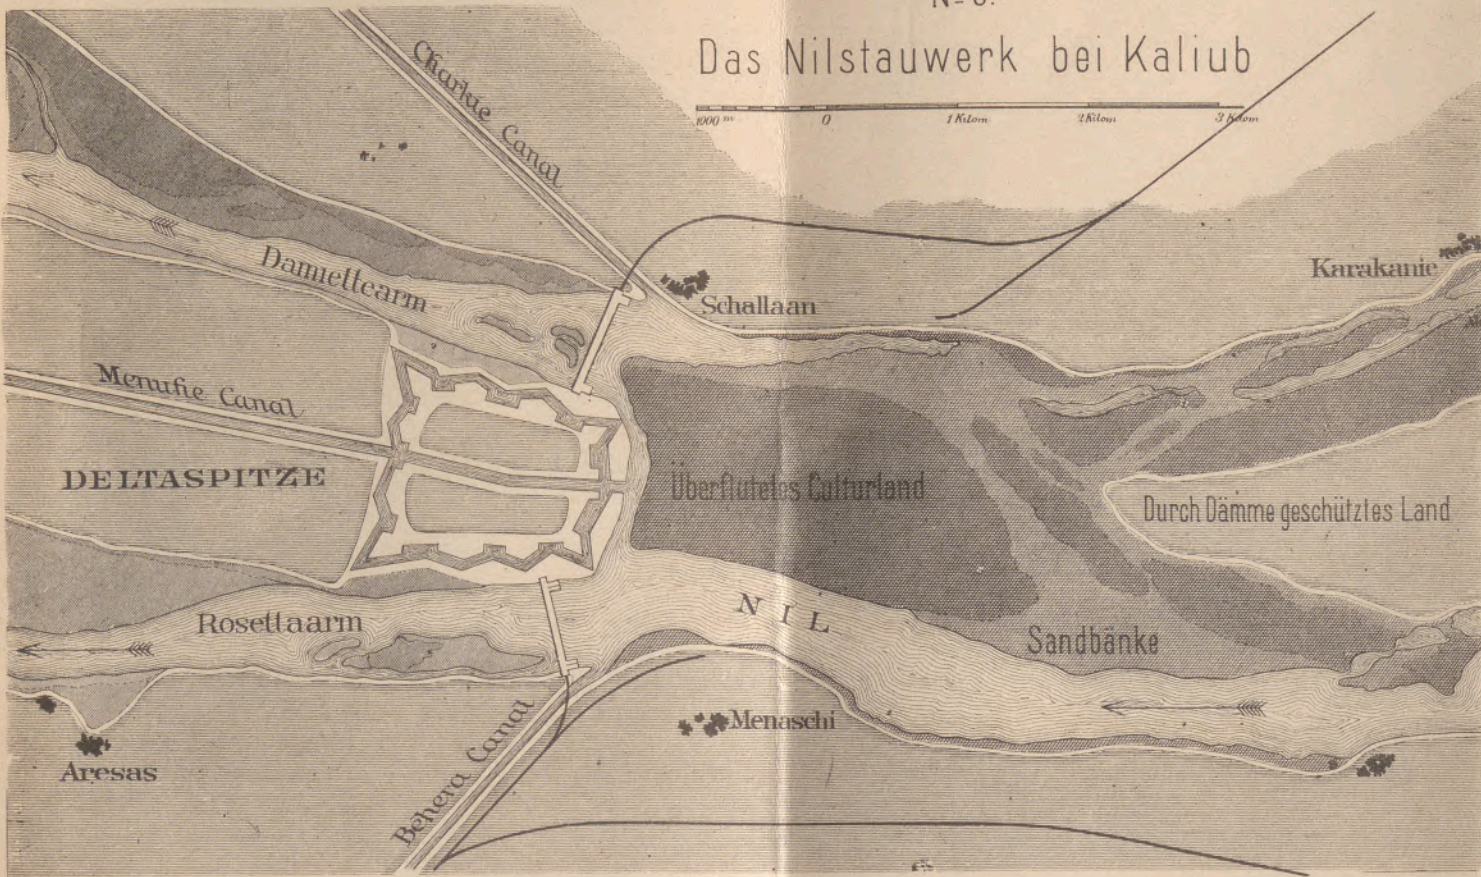 Das Nilstauwerk bei Kaliub
1000 m 0 1 Kilom 2 Kilom 3 Kilom
Charkie Canal
Damiettearm
Schallaan
Karakanie
Menufie Canal
DELTASPITZE
Überflutetes Culturland
Durch Dämme geschütztes Land
NIL
Rosettaarm
Sandbänke
Menaschi
Aresas
Behera Canal